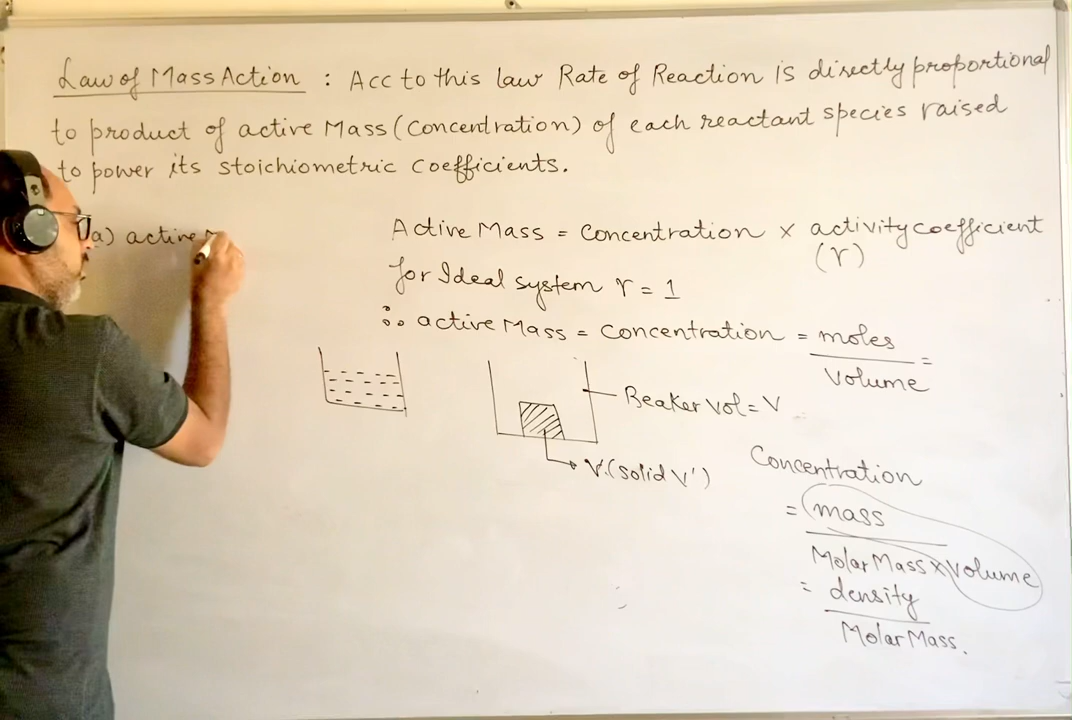 Law of Mass Action : Acc to this law Rate of Reaction is directly proportional
to product of active Mass (Concentration) of each reactant species raised
to power its stoichiometric coefficients.
a) active
Active Mass = Concentration × activity coefficient
(γ)
for Ideal system γ = 1
∴ active Mass = Concentration = moles
=
Volume
Beaker Vol = V
V'(solid V')
Concentration
= mass
Molar Mass × Volume
= density
Molar Mass.